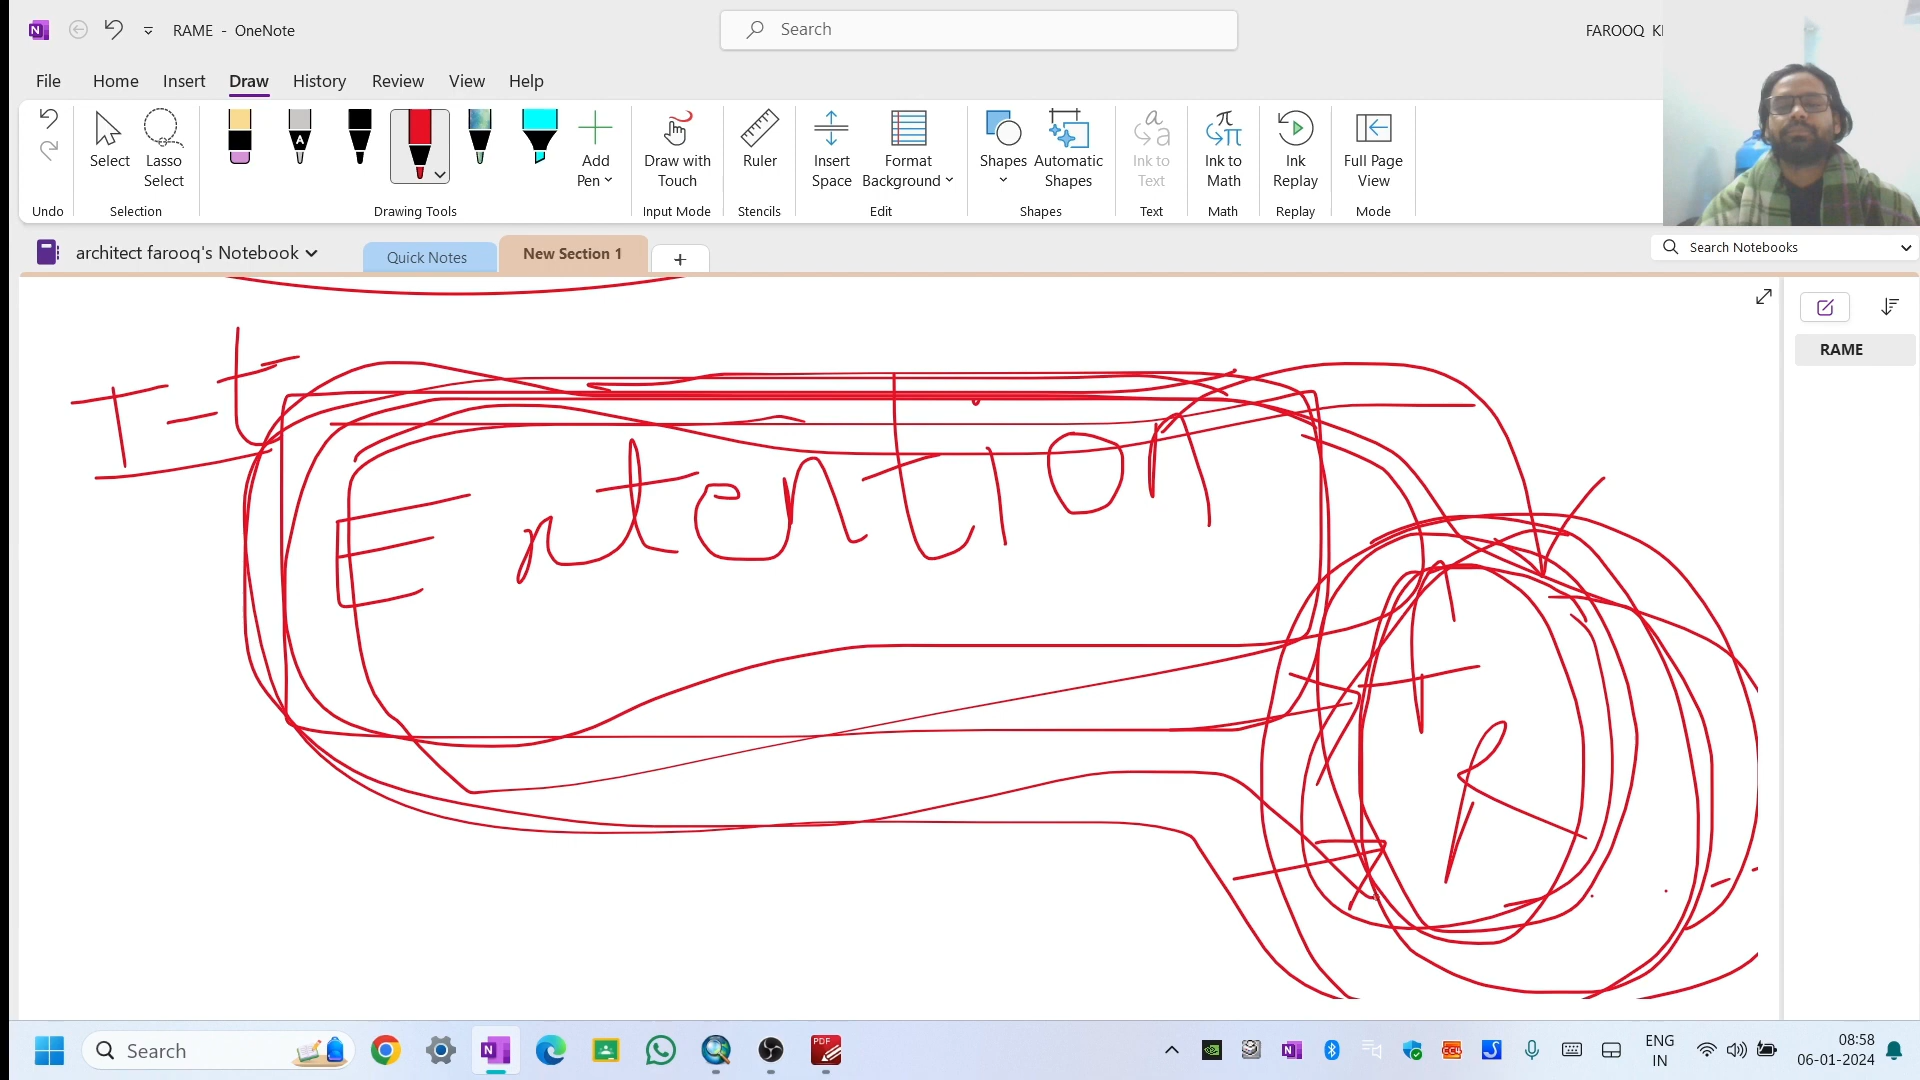 RAME - OneNote
Search
FAROOQ
File Home Insert Draw History Review View Help
Select
Lasso Select
A
Add Pen
Draw with Touch
Ruler
Insert Space
Format Background
Shapes
Automatic Shapes
Ink to Text
Ink to Math
Ink Replay
Full Page View
Undo Selection Drawing Tools Input Mode Stencils Edit Shapes Text Math Replay Mode
architect farooq's Notebook
Quick Notes
New Section 1
+
Search Notebooks
RAME
Extention
R
Search
PDF
ENG
IN
08:58
06-01-2024